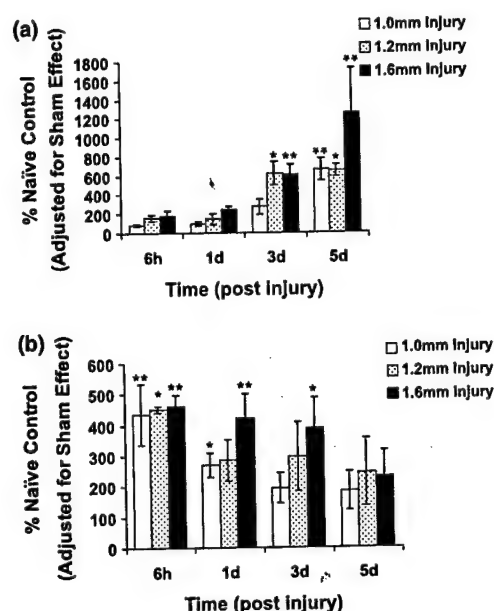 (a)
1.0mm Injury
1.2mm Injury
1.6mm Injury
% Naïve Control
(Adjusted for Sham Effect)
1800
1600
1400
1200
1000
800
600
400
200
0
* ** ** * **
6h 1d 3d 5d
Time (post injury)
(b)
1.0mm Injury
1.2mm Injury
1.6mm Injury
% Naïve Control
(Adjusted for Sham Effect)
600
500
400
300
200
100
0
** * ** * ** *
6h 1d 3d 5d
Time (post injury)